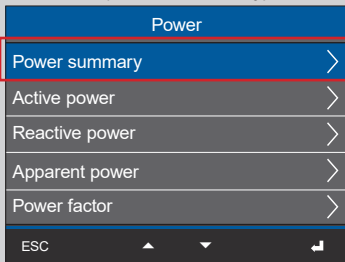 Power
Power summary
Active power
Reactive power
Apparent power
Power factor
ESC